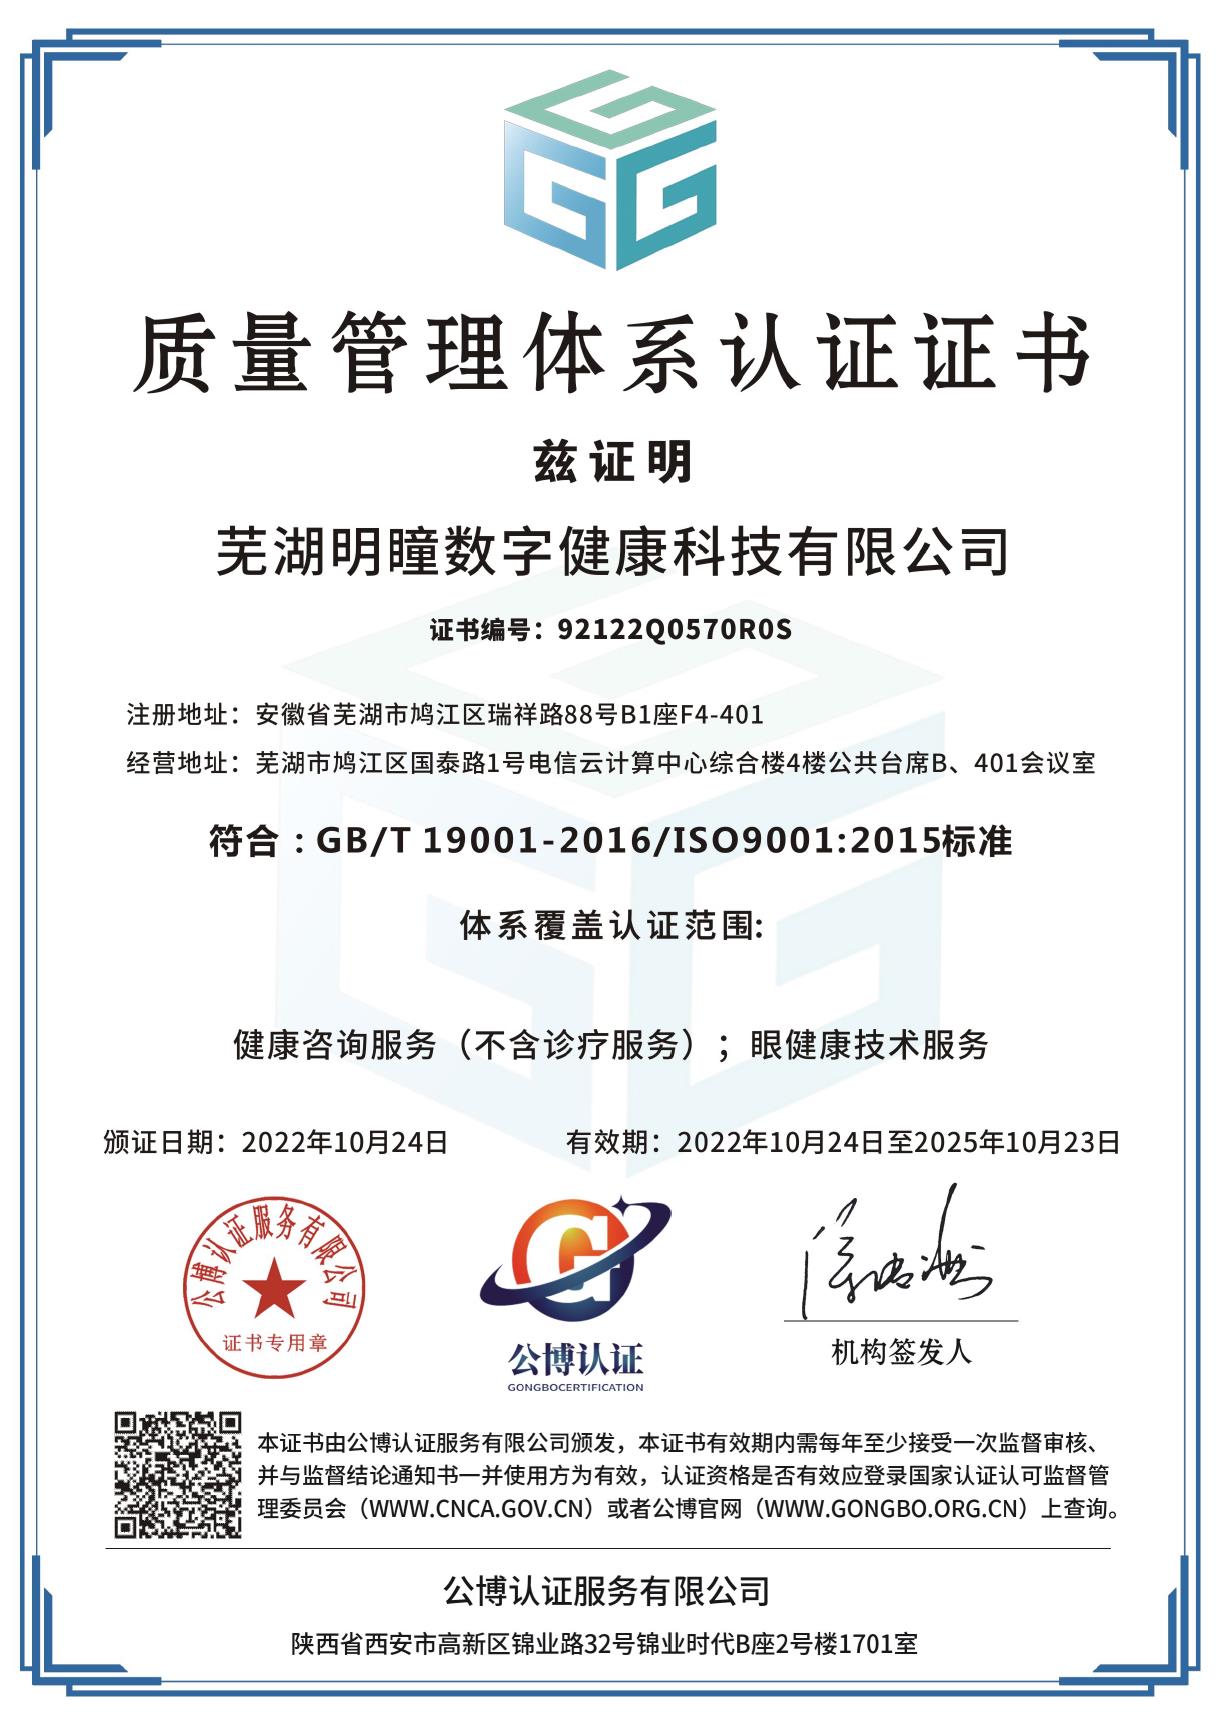 质量管理体系认证证书
兹证明
芜湖明瞳数字健康科技有限公司
证书编号：92122Q0570R0S
注册地址：安徽省芜湖市鸠江区瑞祥路88号B1座F4-401
经营地址：芜湖市鸠江区国泰路1号电信云计算中心综合楼4楼公共台席B、401会议室
符合：GB/T 19001-2016/ISO9001:2015标准
体系覆盖认证范围:
健康咨询服务（不含诊疗服务）；眼健康技术服务
颁证日期：2022年10月24日
有效期：2022年10月24日至2025年10月23日
公博认证服务有限公司
证书专用章
公博认证
GONGBOCERTIFICATION
机构签发人
本证书由公博认证服务有限公司颁发，本证书有效期内需每年至少接受一次监督审核、
并与监督结论通知书一并使用方为有效，认证资格是否有效应登录国家认证认可监督管
理委员会（WWW.CNCA.GOV.CN）或者公博官网（WWW.GONGBO.ORG.CN）上查询。
公博认证服务有限公司
陕西省西安市高新区锦业路32号锦业时代B座2号楼1701室